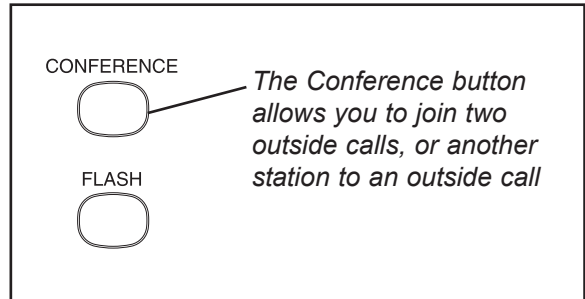 CONFERENCE
The Conference button
allows you to join two
outside calls, or another
station to an outside call
FLASH